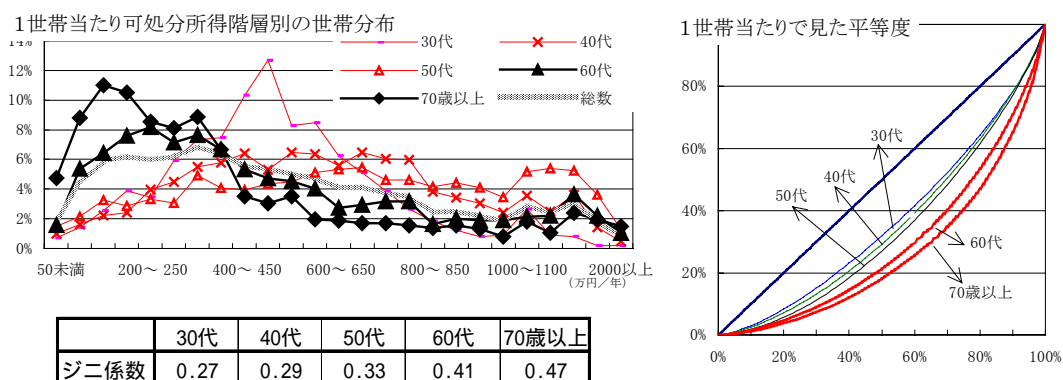 1世帯当たり可処分所得階層別の世帯分布
14%
12%
10%
8%
6%
4%
2%
0%
30代
40代
50代
60代
70歳以上
総数
50未満
200～250
400～450
600～650
800～850
1000～1100
2000以上
(万円／年)
30代 40代 50代 60代 70歳以上
ジニ係数 0.27 0.29 0.33 0.41 0.47
1世帯当たりで見た平等度
80%
60%
40%
20%
0%
30代
40代
50代
60代
70歳以上
0% 20% 40% 60% 80% 100%